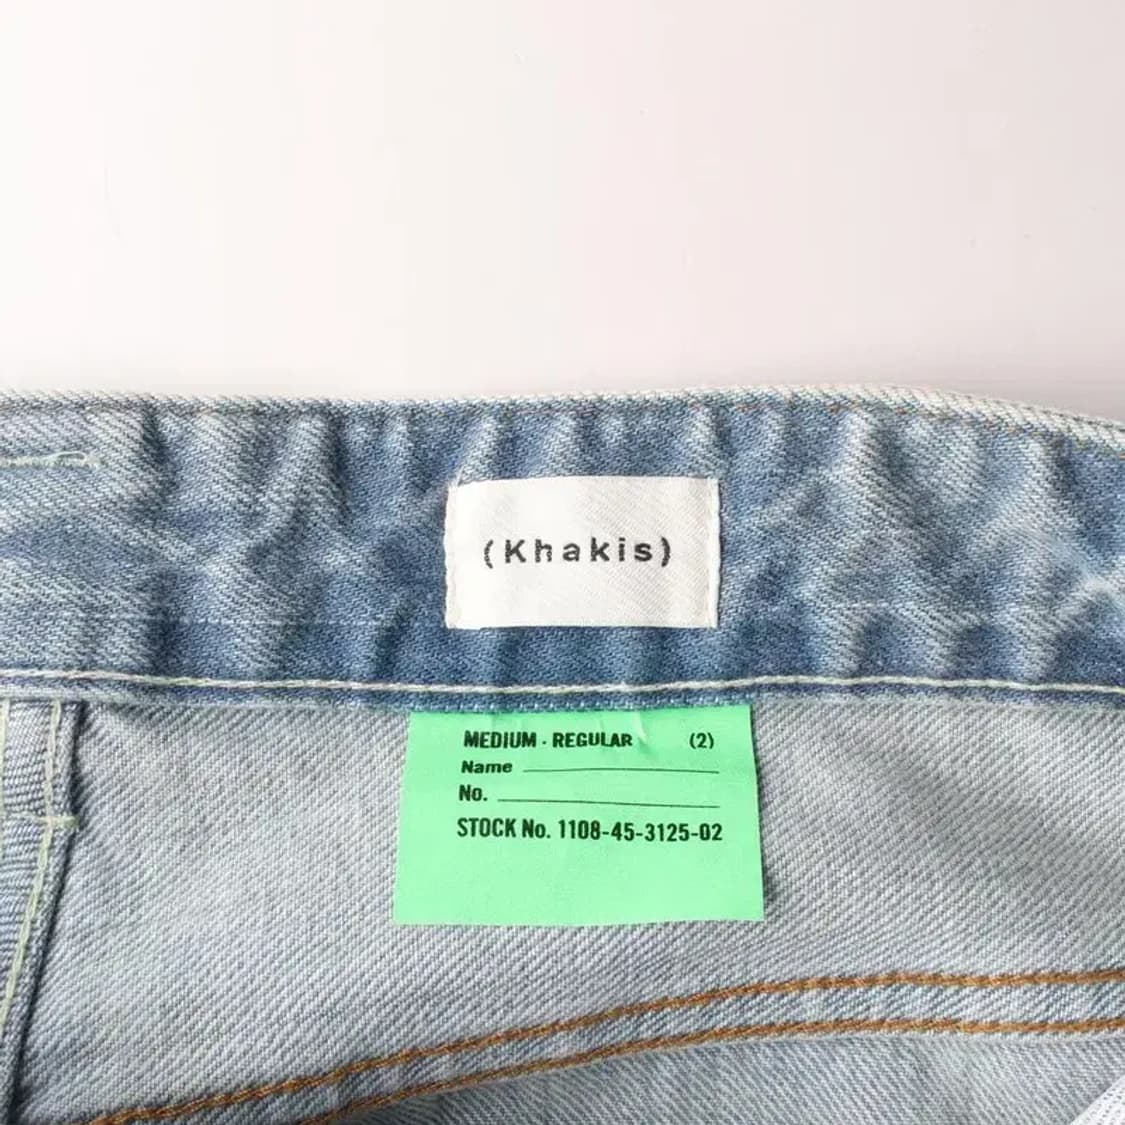 (Khakis)
MEDIUM - REGULAR (2)
Name
No.
STOCK No. 1108-45-3125-02